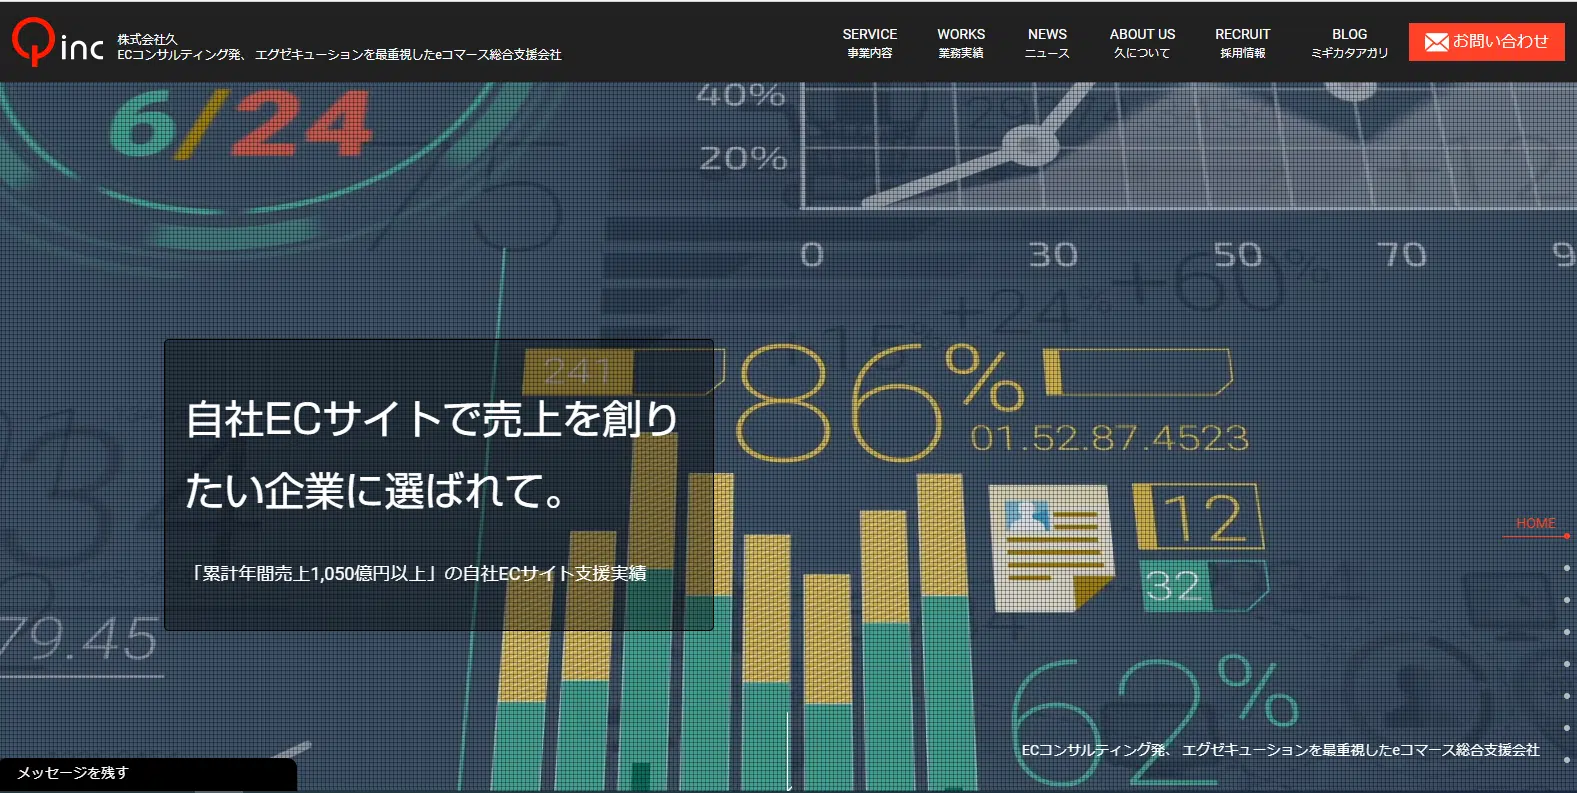 Qinc
株式会社久
ECコンサルティング発、エグゼキューションを最重視したeコマース総合支援会社
SERVICE
事業内容
WORKS
業務実績
NEWS
ニュース
ABOUT US
久について
RECRUIT
採用情報
BLOG
ミギカタアガリ
お問い合わせ
6/24
40%
20%
0 30 50 70 9
+60%
+24%
+15%
241
86%
01.52.87.4523
自社ECサイトで売上を創り
たい企業に選ばれて。
「累計年間売上1,050億円以上」の自社ECサイト支援実績
12
32
HOME
79.45
62%
ECコンサルティング発、エグゼキューションを最重視したeコマース総合支援会社
メッセージを残す